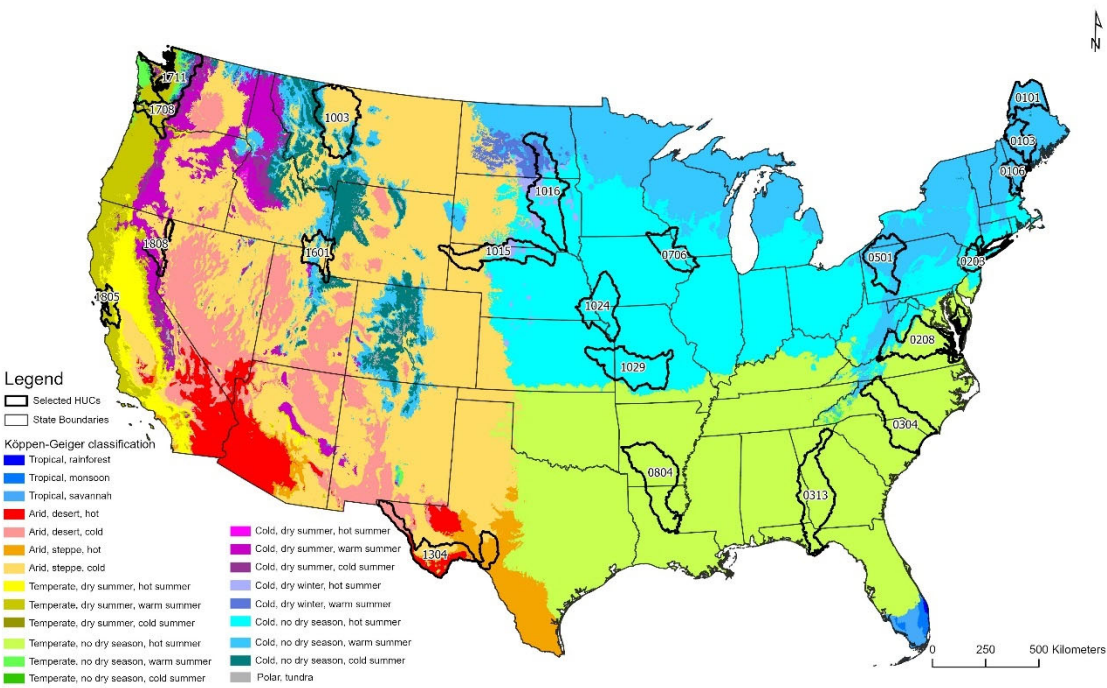 N
1711
1708
1003
0101
0103
0106
1016
1808
1601
1015
0706
0501
0203
1805
1024
0208
1029
0304
0804
0313
1304
Legend
Selected HUCs
State Boundaries
Köppen-Geiger classification
Tropical, rainforest
Tropical, monsoon
Tropical, savannah
Arid, desert, hot
Arid, desert, cold
Arid, steppe, hot
Arid, steppe, cold
Temperate, dry summer, hot summer
Temperate, dry summer, warm summer
Temperate, dry summer, cold summer
Temperate, no dry season, hot summer
Temperate, no dry season, warm summer
Temperate, no dry season, cold summer
Cold, dry summer, hot summer
Cold, dry summer, warm summer
Cold, dry summer, cold summer
Cold, dry winter, hot summer
Cold, dry winter, warm summer
Cold, no dry season, hot summer
Cold, no dry season, warm summer
Cold, no dry season, cold summer
Polar, tundra
0 250 500 Kilometers